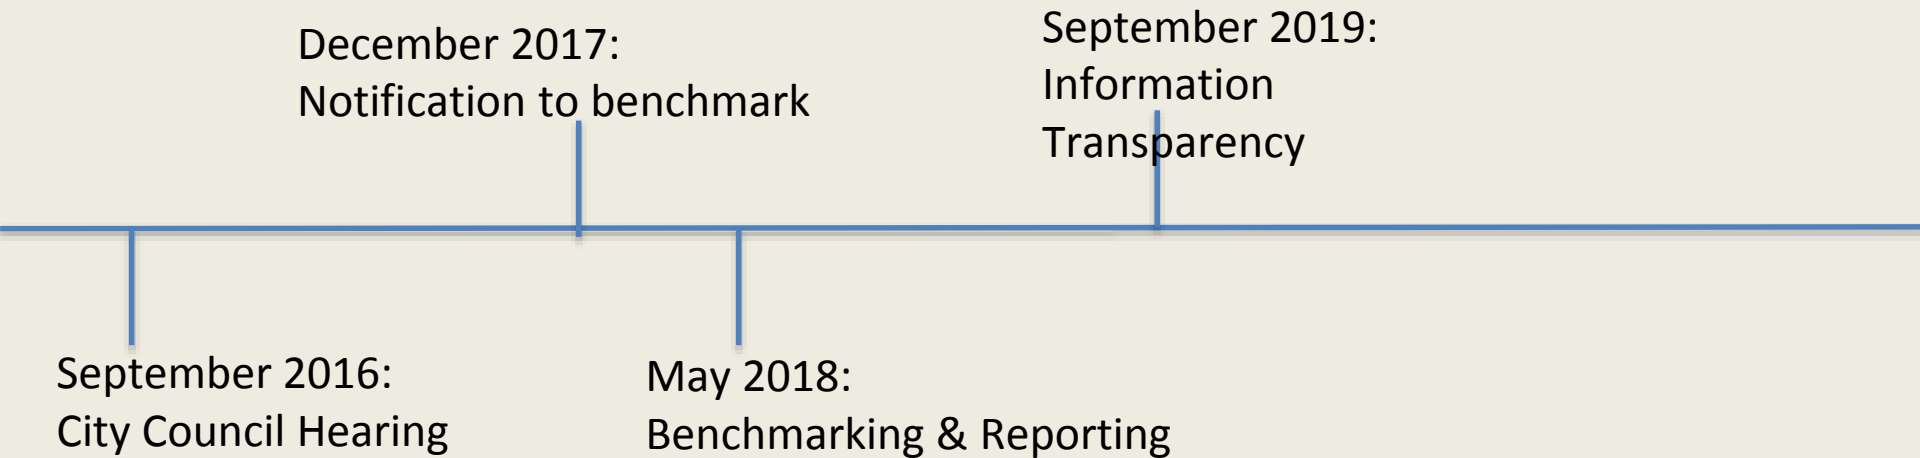 December 2017:
Notification to benchmark
September 2019:
Information
Transparency
September 2016:
City Council Hearing
May 2018:
Benchmarking & Reporting